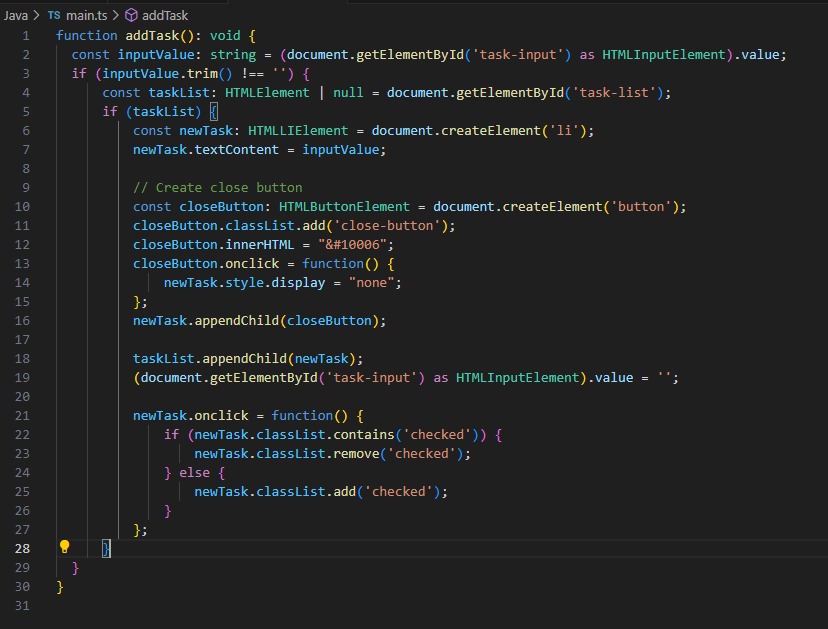 Java > TS main.ts > addTask
1 function addTask(): void {
2 const inputValue: string = (document.getElementById('task-input') as HTMLInputElement).value;
3 if (inputValue.trim() !== '') {
4 const taskList: HTMLElement | null = document.getElementById('task-list');
5 if (taskList) {
6 const newTask: HTMLLIElement = document.createElement('li');
7 newTask.textContent = inputValue;
8
9 // Create close button
10 const closeButton: HTMLButtonElement = document.createElement('button');
11 closeButton.classList.add('close-button');
12 closeButton.innerHTML = "&#10006";
13 closeButton.onclick = function() {
14 newTask.style.display = "none";
15 };
16 newTask.appendChild(closeButton);
17
18 taskList.appendChild(newTask);
19 (document.getElementById('task-input') as HTMLInputElement).value = '';
20
21 newTask.onclick = function() {
22 if (newTask.classList.contains('checked')) {
23 newTask.classList.remove('checked');
24 } else {
25 newTask.classList.add('checked');
26 }
27 };
28 }
29 }
30 }
31